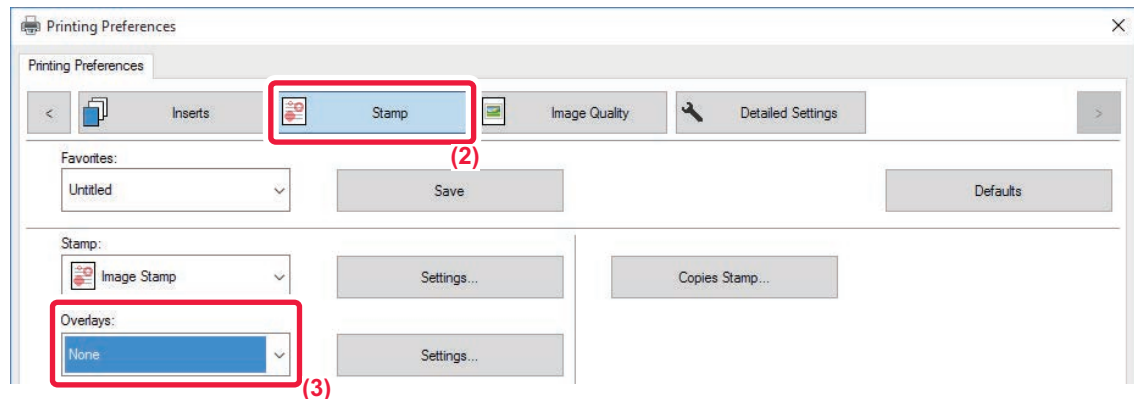 Printing Preferences
Printing Preferences
< Inserts Stamp Image Quality Detailed Settings >
(2)
Favorites:
Untitled Save Defaults
Stamp:
Image Stamp Settings... Copies Stamp...
Overlays:
None Settings...
(3)